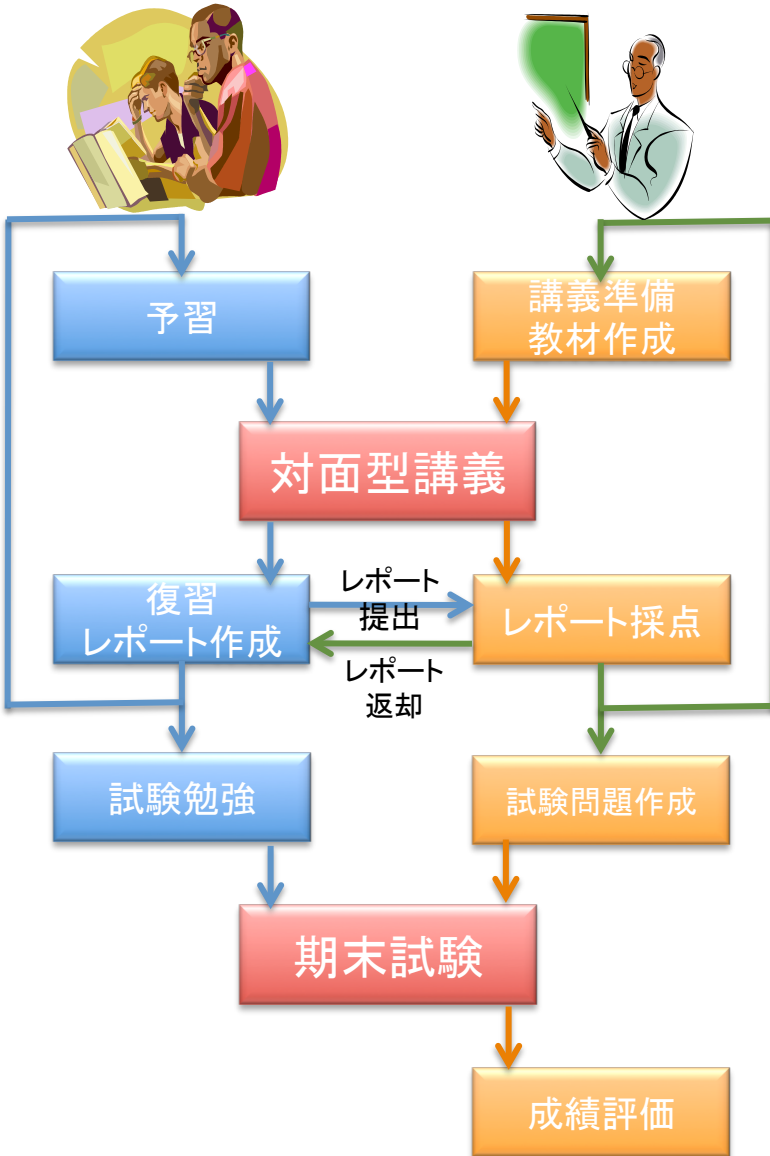 予習
講義準備
教材作成
対面型講義
復習
レポート作成
レポート
提出
レポート採点
レポート
返却
試験勉強
試験問題作成
期末試験
成績評価